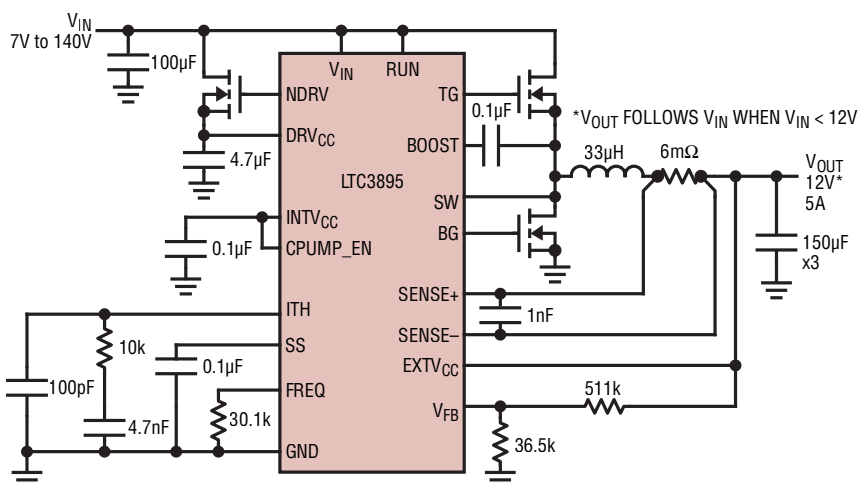 VIN
7V to 140V
100µF
VIN
RUN
NDRV
TG
0.1µF
*VOUT FOLLOWS VIN WHEN VIN < 12V
DRVCC
BOOST
4.7µF
33µH
6mΩ
VOUT
12V*
5A
LTC3895
SW
INTVCC
BG
0.1µF
CPUMP_EN
150µF
x3
SENSE+
1nF
ITH
SENSE–
10k
SS
0.1µF
EXTVCC
100pF
FREQ
511k
4.7nF
30.1k
VFB
36.5k
GND